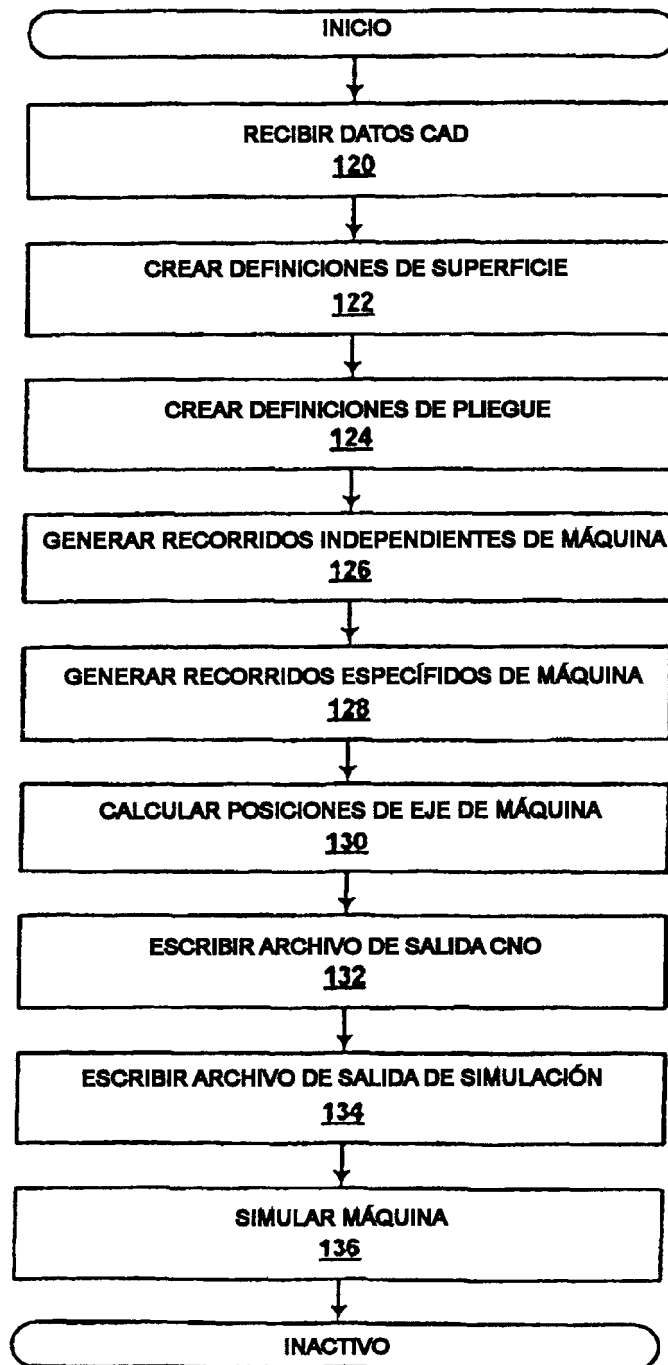 INICIO
RECIBIR DATOS CAD
120
CREAR DEFINICIONES DE SUPERFICIE
122
CREAR DEFINICIONES DE PLIEGUE
124
GENERAR RECORRIDOS INDEPENDIENTES DE MÁQUINA
126
GENERAR RECORRIDOS ESPECÍFIDOS DE MÁQUINA
128
CALCULAR POSICIONES DE EJE DE MÁQUINA
130
ESCRIBIR ARCHIVO DE SALIDA CNO
132
ESCRIBIR ARCHIVO DE SALIDA DE SIMULACIÓN
134
SIMULAR MÁQUINA
136
INACTIVO